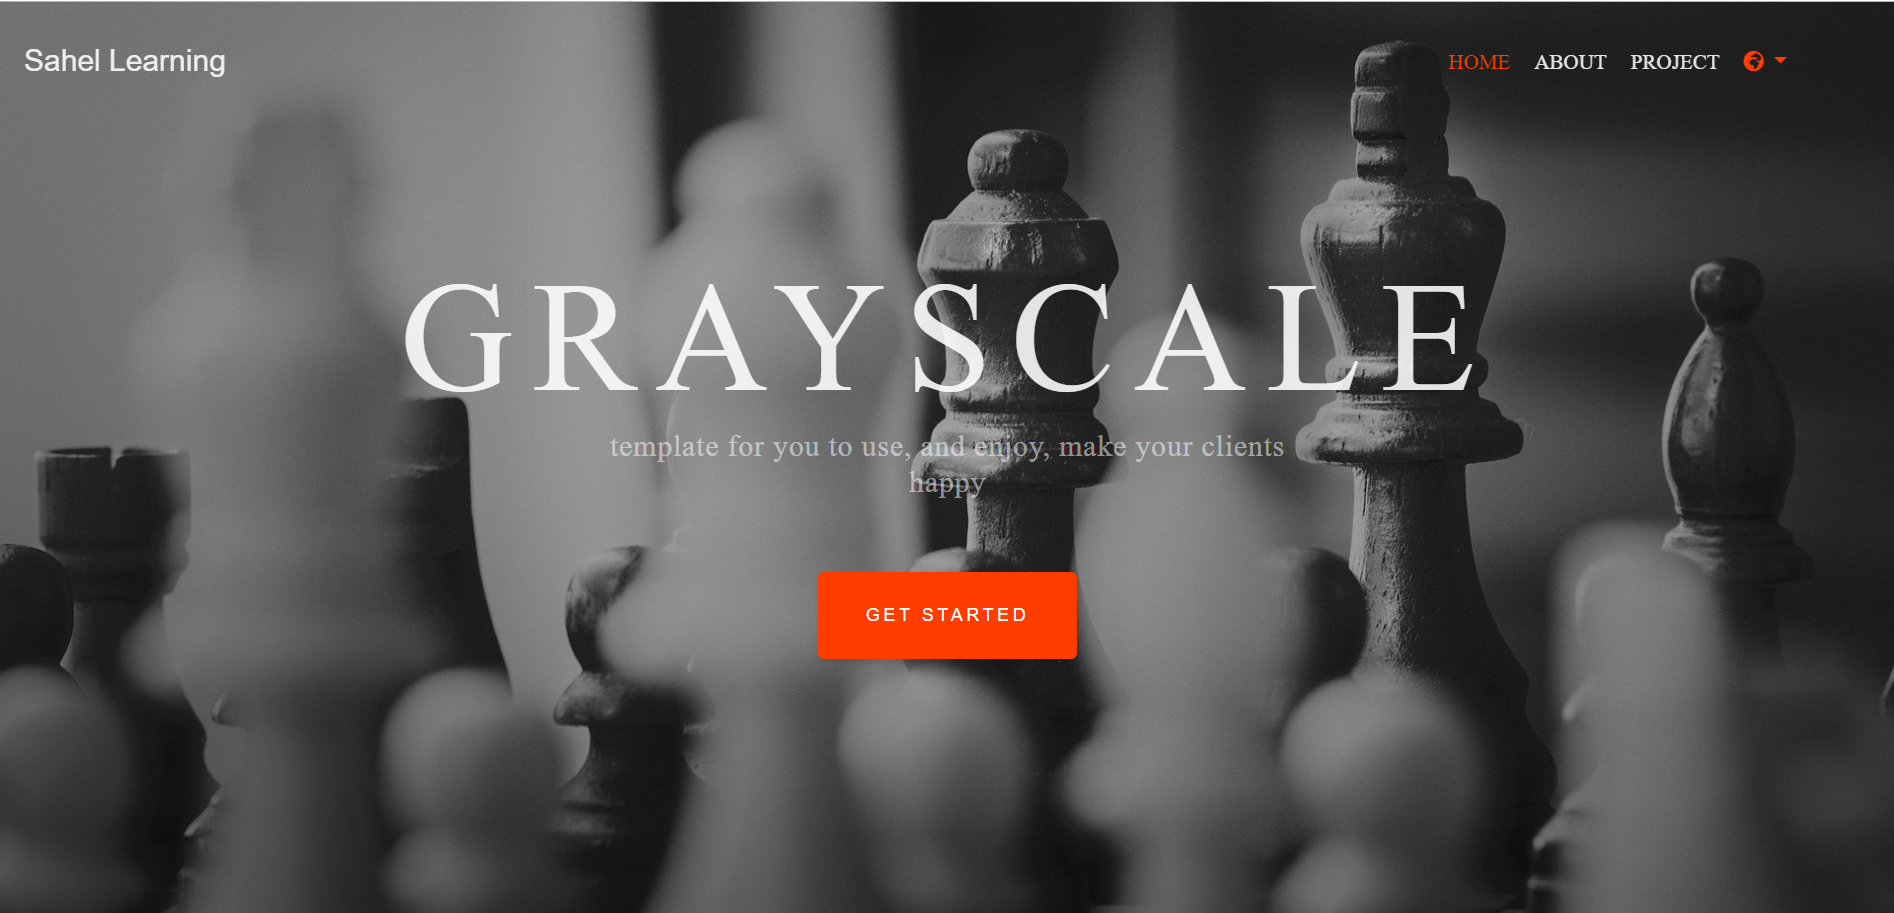 Sahel Learning
HOME ABOUT PROJECT
GRAYSCALE
template for you to use, and enjoy, make your clients
happy
GET STARTED